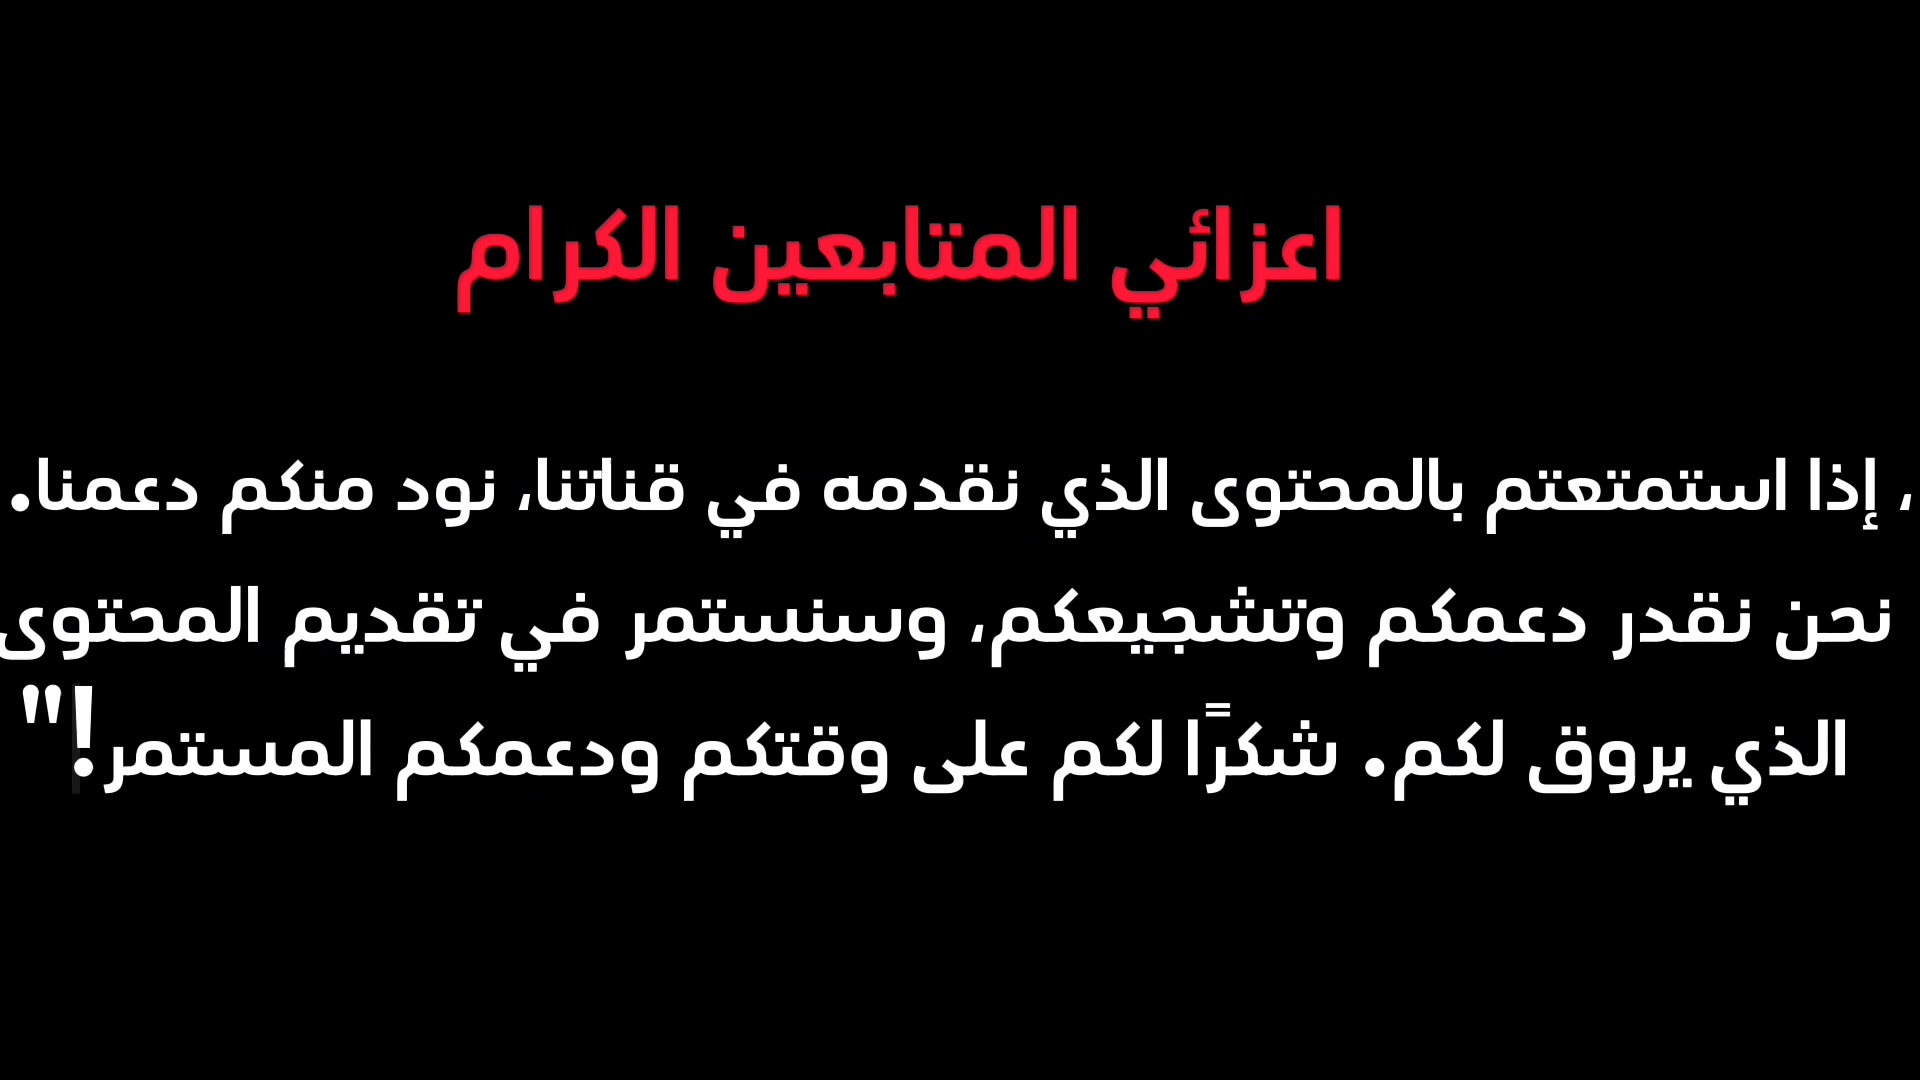 اعزائي المتابعين الكرام
، إذا استمتعتم بالمحتوى الذي نقدمه في قناتنا، نود منكم دعمنا.
نحن نقدر دعمكم وتشجيعكم، وسنستمر في تقديم المحتوى
الذي يروق لكم. شكرًا لكم على وقتكم ودعمكم المستمر!"